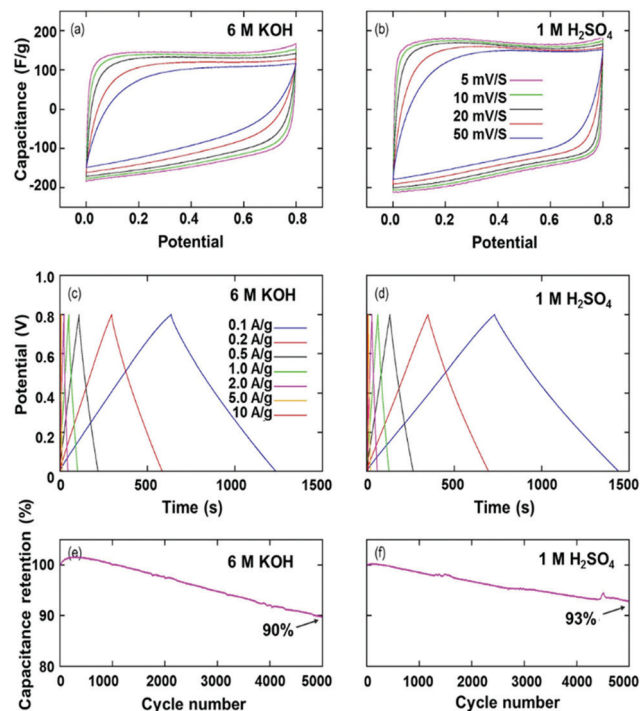 (a)
6 M KOH
200
100
0
-100
-200
Capacitance (F/g)
0.0 0.2 0.4 0.6 0.8
Potential
(b)
1 M H₂SO₄
5 mV/S
10 mV/S
20 mV/S
50 mV/S
0.0 0.2 0.4 0.6 0.8
Potential
(c)
6 M KOH
1.0
0.8
0.6
0.4
0.2
0
Potential (V)
0.1 A/g
0.2 A/g
0.5 A/g
1.0 A/g
2.0 A/g
5.0 A/g
10 A/g
0 500 1000 1500
Time (s)
(d)
1 M H₂SO₄
0 500 1000 1500
Time (s)
(e)
6 M KOH
100
90
80
Capacitance retention (%)
90%
0 1000 2000 3000 4000 5000
Cycle number
(f)
1 M H₂SO₄
93%
0 1000 2000 3000 4000 5000
Cycle number